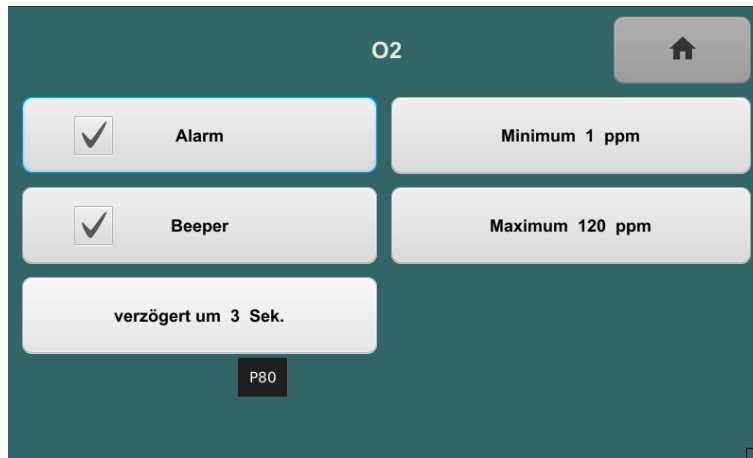 O2
Alarm
Minimum 1 ppm
Beeper
Maximum 120 ppm
verzögert um 3 Sek.
P80